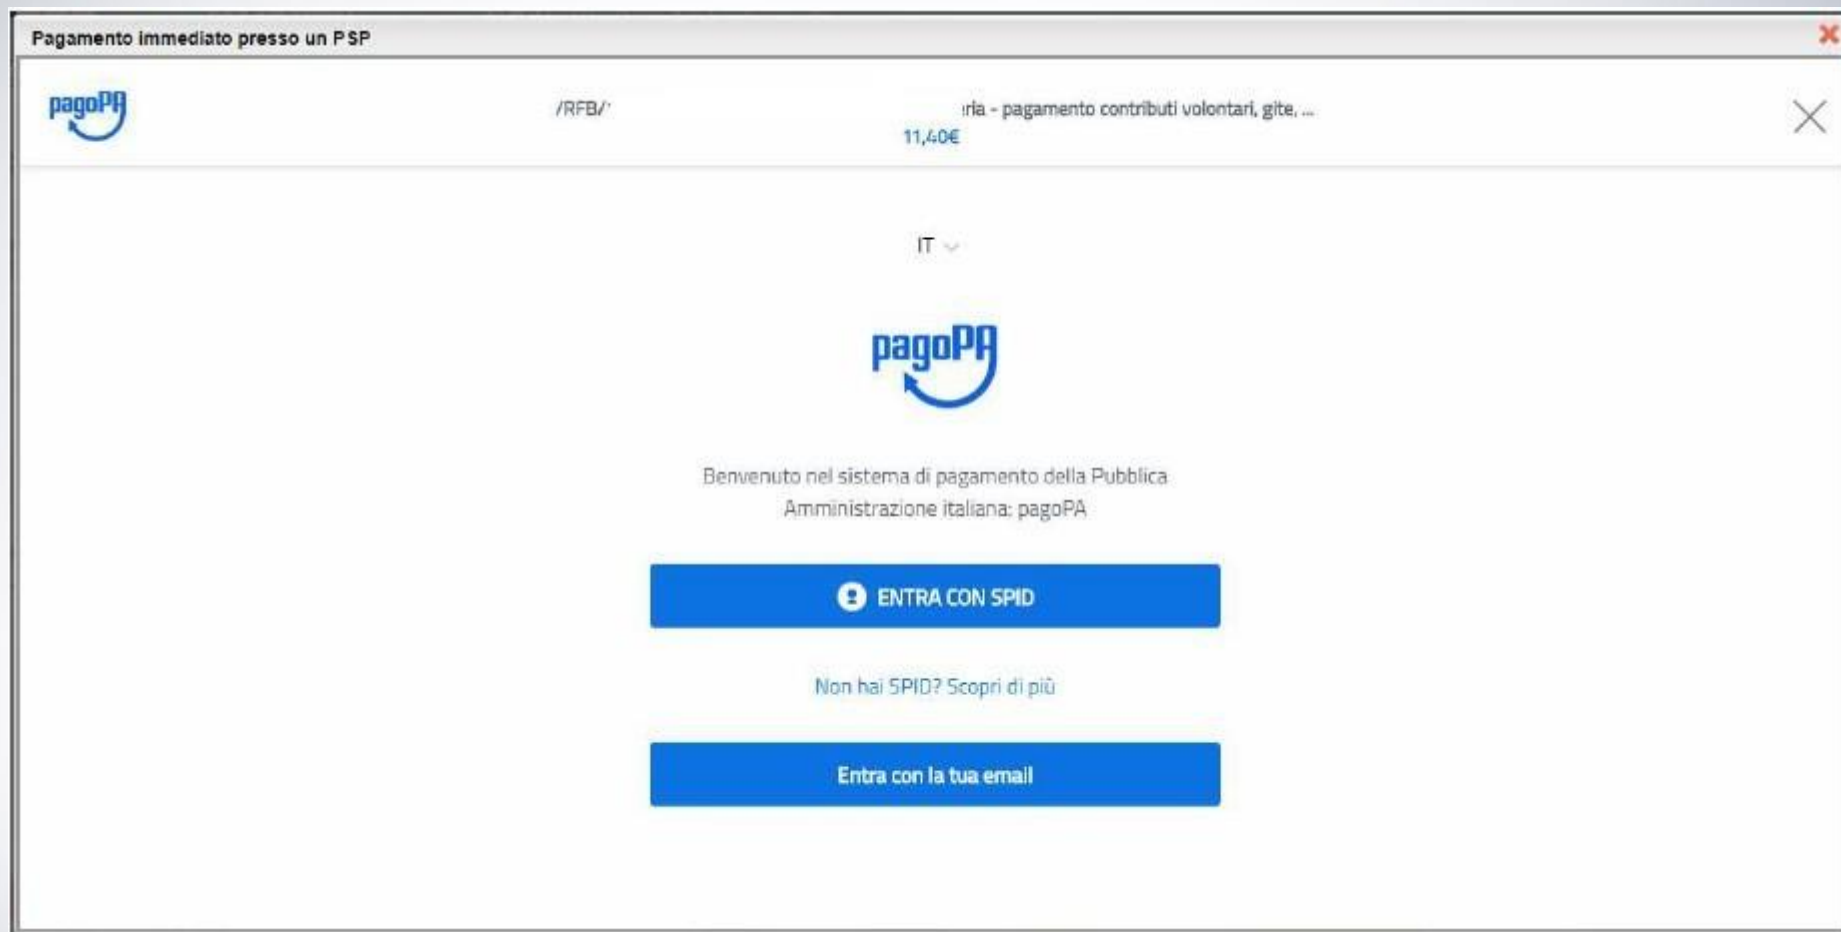 Pagamento immediato presso un PSP
pagoPA
/RFB/
- pagamento contributi volontari, gite, ...
11,40€
IT
pagoPA
Benvenuto nel sistema di pagamento della Pubblica
Amministrazione italiana: pagoPA
ENTRA CON SPID
Non hai SPID? Scopri di più
Entra con la tua email